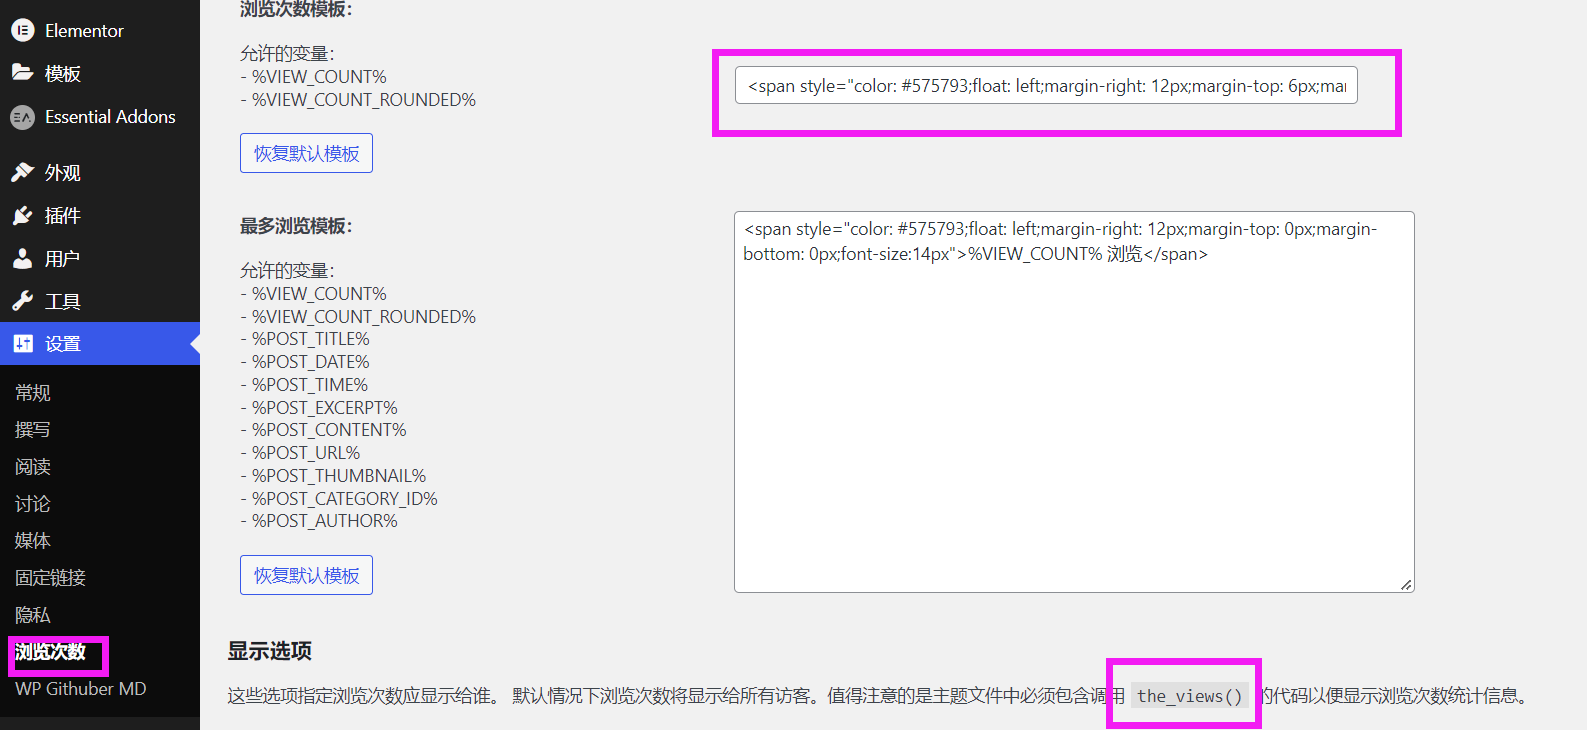 Elementor
模板
Essential Addons
外观
插件
用户
工具
设置
常规
撰写
阅读
讨论
媒体
固定链接
隐私
浏览次数
WP Githuber MD
浏览次数模板：
允许的变量：
- %VIEW_COUNT%
- %VIEW_COUNT_ROUNDED%
恢复默认模板
<span style="color: #575793;float: left;margin-right: 12px;margin-top: 6px;mar
最多浏览模板：
允许的变量：
- %VIEW_COUNT%
- %VIEW_COUNT_ROUNDED%
- %POST_TITLE%
- %POST_DATE%
- %POST_TIME%
- %POST_EXCERPT%
- %POST_CONTENT%
- %POST_URL%
- %POST_THUMBNAIL%
- %POST_CATEGORY_ID%
- %POST_AUTHOR%
恢复默认模板
<span style="color: #575793;float: left;margin-right: 12px;margin-top: 0px;margin-
bottom: 0px;font-size:14px">%VIEW_COUNT% 浏览</span>
显示选项
这些选项指定浏览次数应显示给谁。 默认情况下浏览次数将显示给所有访客。值得注意的是主题文件中必须包含调用 the_views() 的代码以便显示浏览次数统计信息。